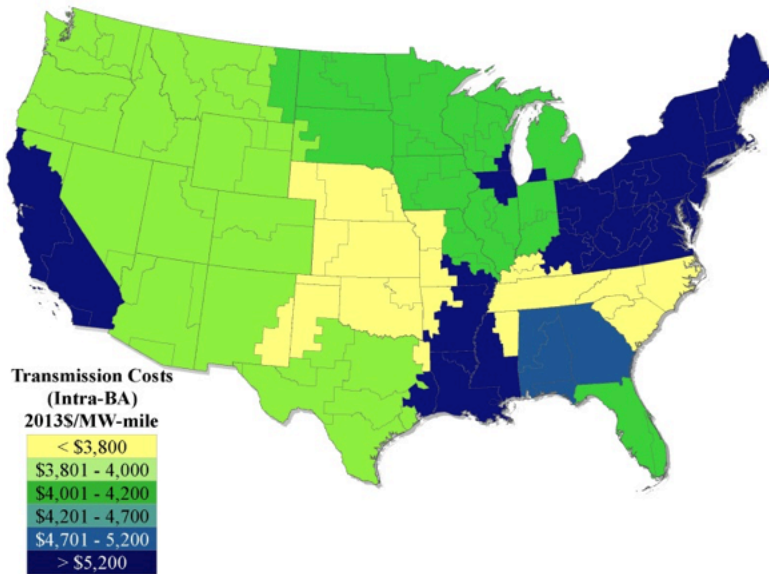 Transmission Costs
(Intra-BA)
2013$/MW-mile
< $3,800
$3,801 - 4,000
$4,001 - 4,200
$4,201 - 4,700
$4,701 - 5,200
> $5,200